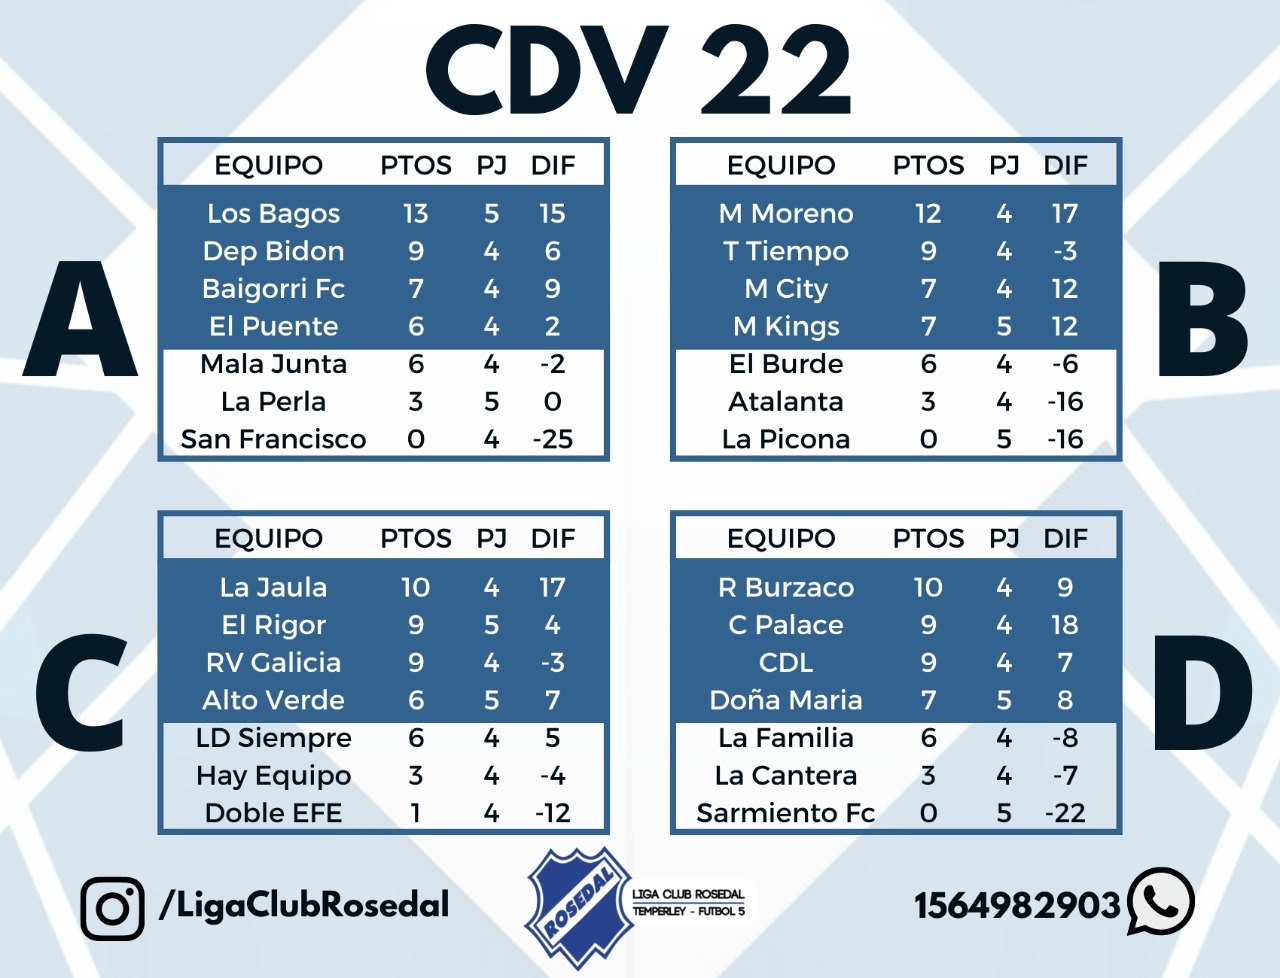 CDV 22
A
EQUIPO PTOS PJ DIF
Los Bagos 13 5 15
Dep Bidon 9 4 6
Baigorri Fc 7 4 9
El Puente 6 4 2
Mala Junta 6 4 -2
La Perla 3 5 0
San Francisco 0 4 -25
B
EQUIPO PTOS PJ DIF
M Moreno 12 4 17
T Tiempo 9 4 -3
M City 7 4 12
M Kings 7 5 12
El Burde 6 4 -6
Atalanta 3 4 -16
La Picona 0 5 -16
C
EQUIPO PTOS PJ DIF
La Jaula 10 4 17
El Rigor 9 5 4
RV Galicia 9 4 -3
Alto Verde 6 5 7
LD Siempre 6 4 5
Hay Equipo 3 4 -4
Doble EFE 1 4 -12
D
EQUIPO PTOS PJ DIF
R Burzaco 10 4 9
C Palace 9 4 18
CDL 9 4 7
Doña Maria 7 5 8
La Familia 6 4 -8
La Cantera 3 4 -7
Sarmiento Fc 0 5 -22
/LigaClubRosedal
ROSEDAL
LIGA CLUB ROSEDAL
TEMPERLEY - FUTBOL 5
1564982903